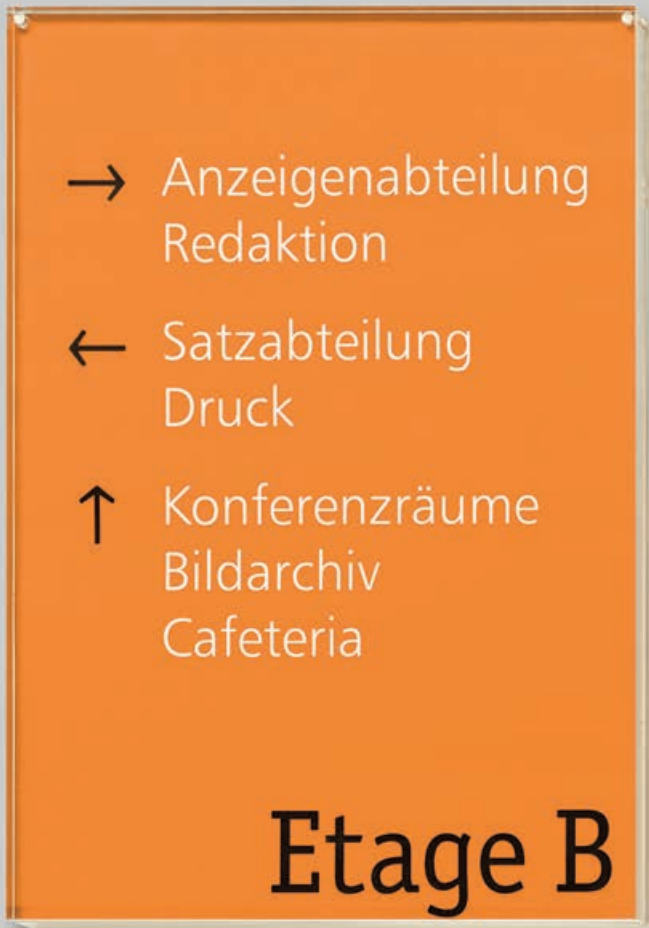 → Anzeigenabteilung
Redaktion
← Satzabteilung
Druck
↑ Konferenzräume
Bildarchiv
Cafeteria
Etage B